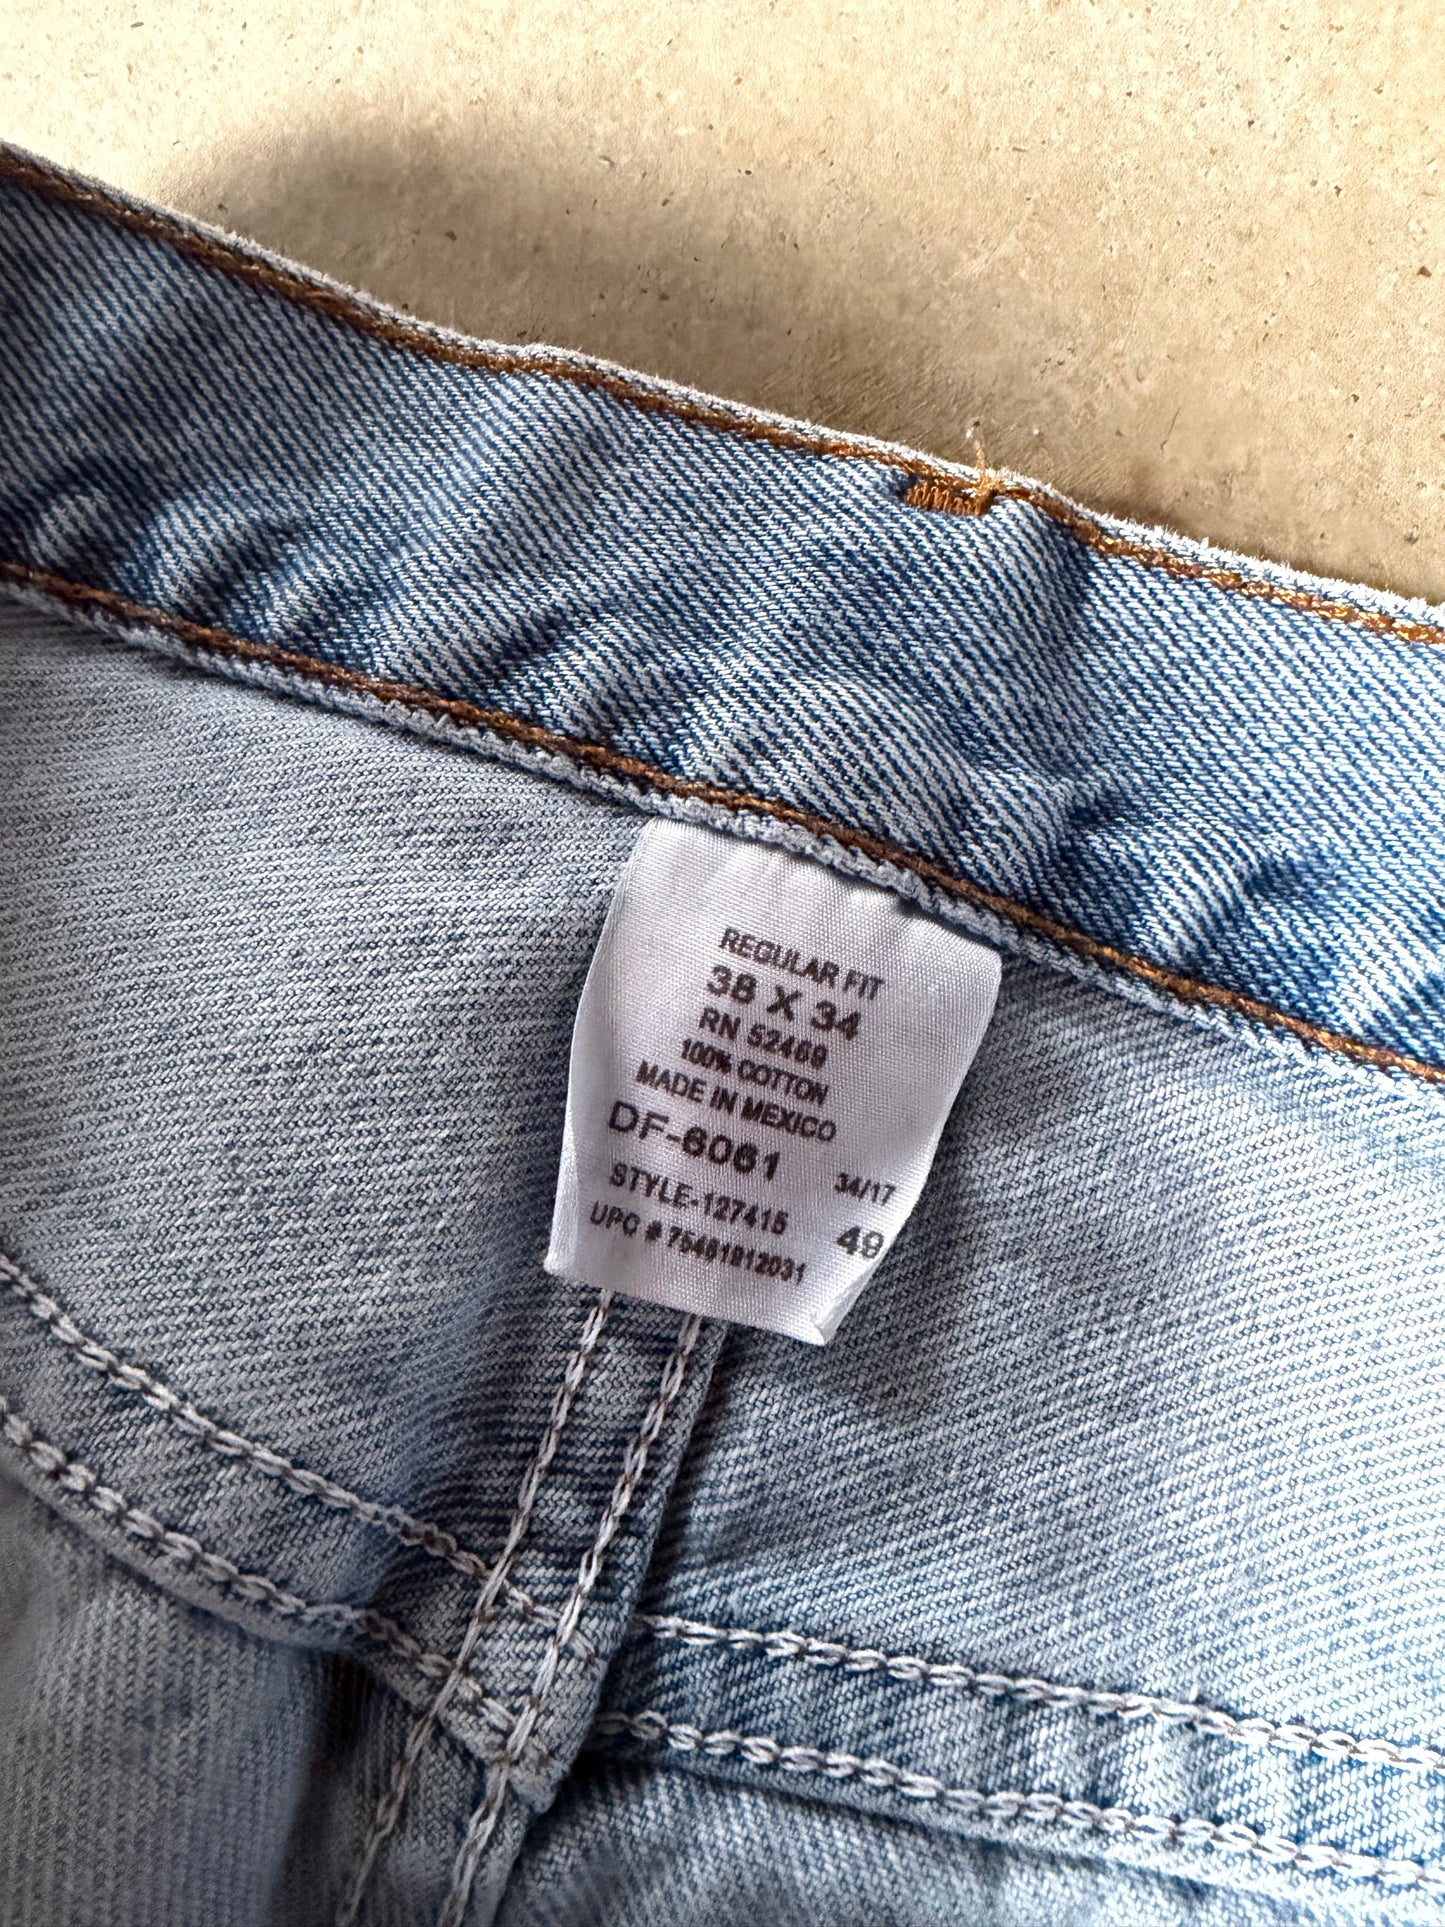 REGULAR FIT
38 X 34
RN 52469
100% COTTON
MADE IN MEXICO
DF-6061
34/17
STYLE-127415
49
UPC # 75491912031